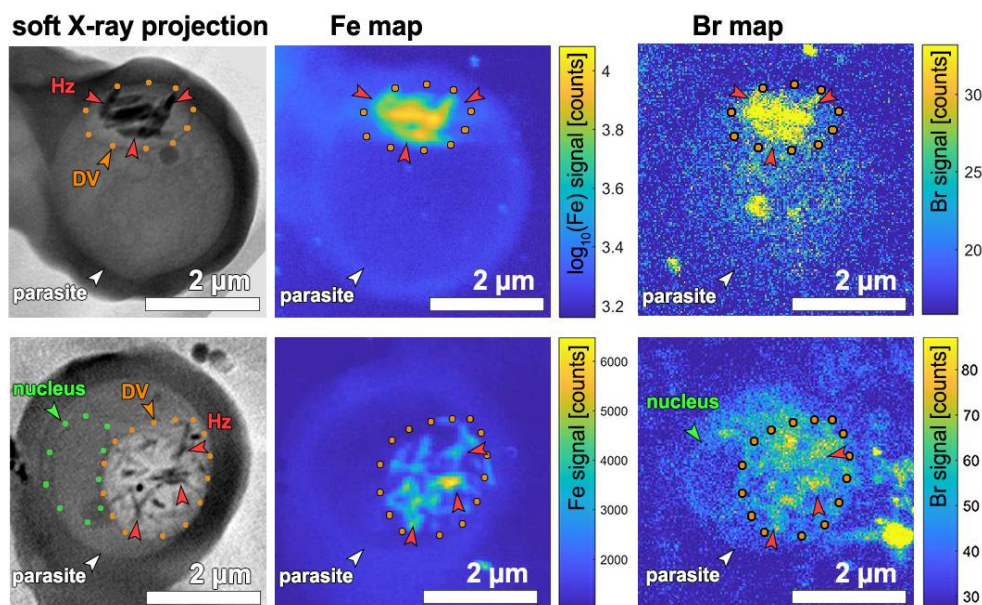 soft X-ray projection
Fe map
Br map
Hz
DV
parasite
2 µm
parasite
2 µm
4
3.8
3.6
3.4
3.2
log10(Fe) signal [counts]
parasite
2 µm
30
25
20
Br signal [counts]
nucleus
DV
Hz
parasite
2 µm
parasite
2 µm
6000
5000
4000
3000
2000
Fe signal [counts]
nucleus
parasite
2 µm
80
70
60
50
40
30
Br signal [counts]